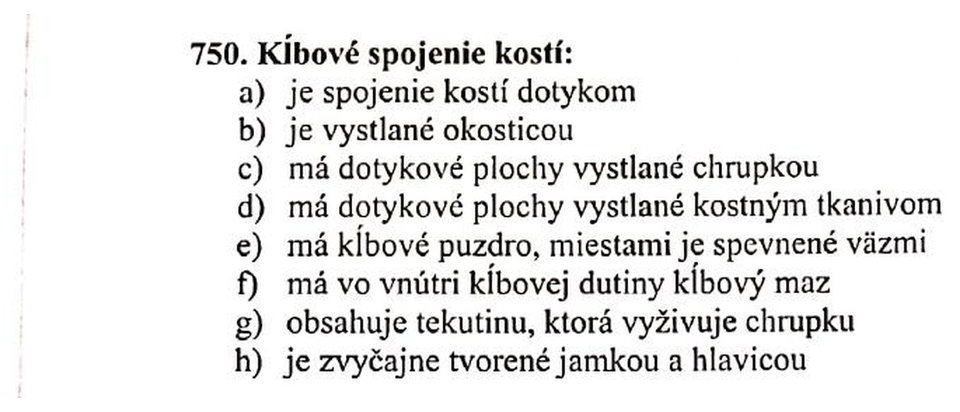 750. Kĺbové spojenie kostí:
a) je spojenie kostí dotykom
b) je vystlané okosticou
c) má dotykové plochy vystlané chrupkou
d) má dotykové plochy vystlané kostným tkanivom
e) má kĺbové puzdro, miestami je spevnené väzmi
f) má vo vnútri kĺbovej dutiny kĺbový maz
g) obsahuje tekutinu, ktorá vyživuje chrupku
h) je zvyčajne tvorené jamkou a hlavicou